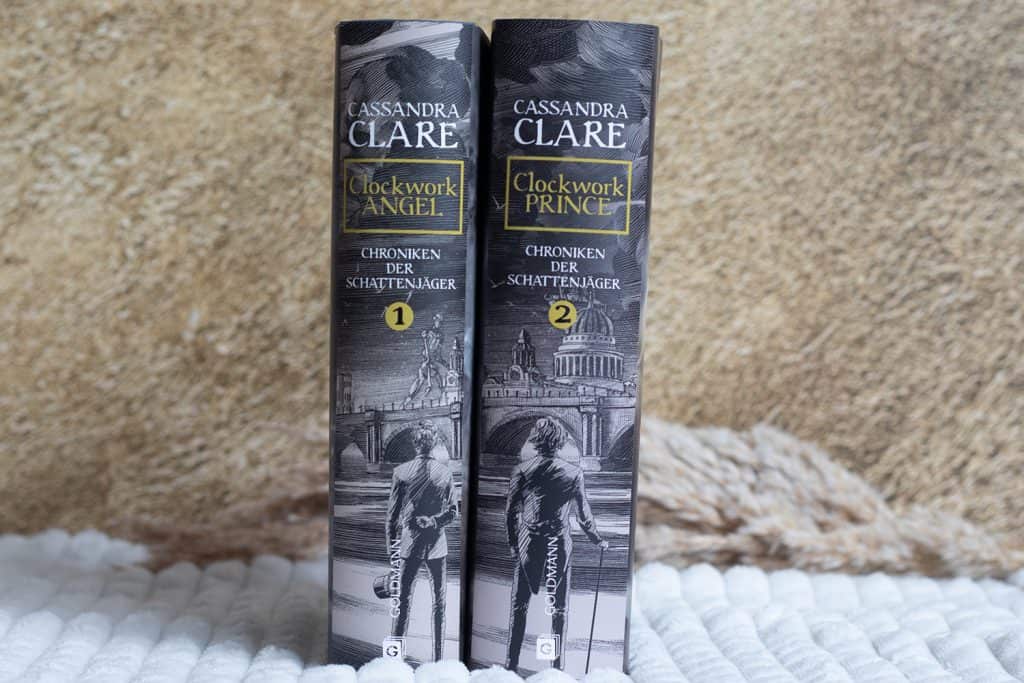 CASSANDRA
CLARE
Clockwork
ANGEL
CHRONIKEN
DER
SCHATTENJÄGER
1
GOLDMANN
G
CASSANDRA
CLARE
Clockwork
PRINCE
CHRONIKEN
DER
SCHATTENJÄGER
2
GOLDMANN
G